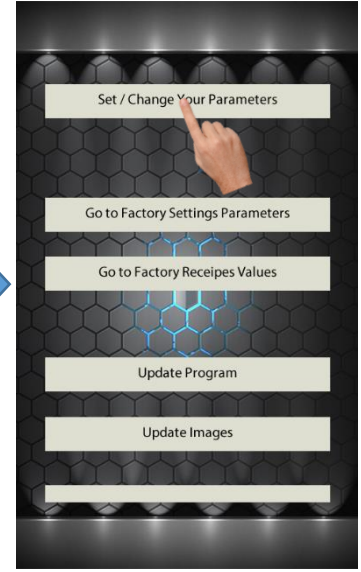 Set / Change Your Parameters
Go to Factory Settings Parameters
Go to Factory Receipes Values
Update Program
Update Images